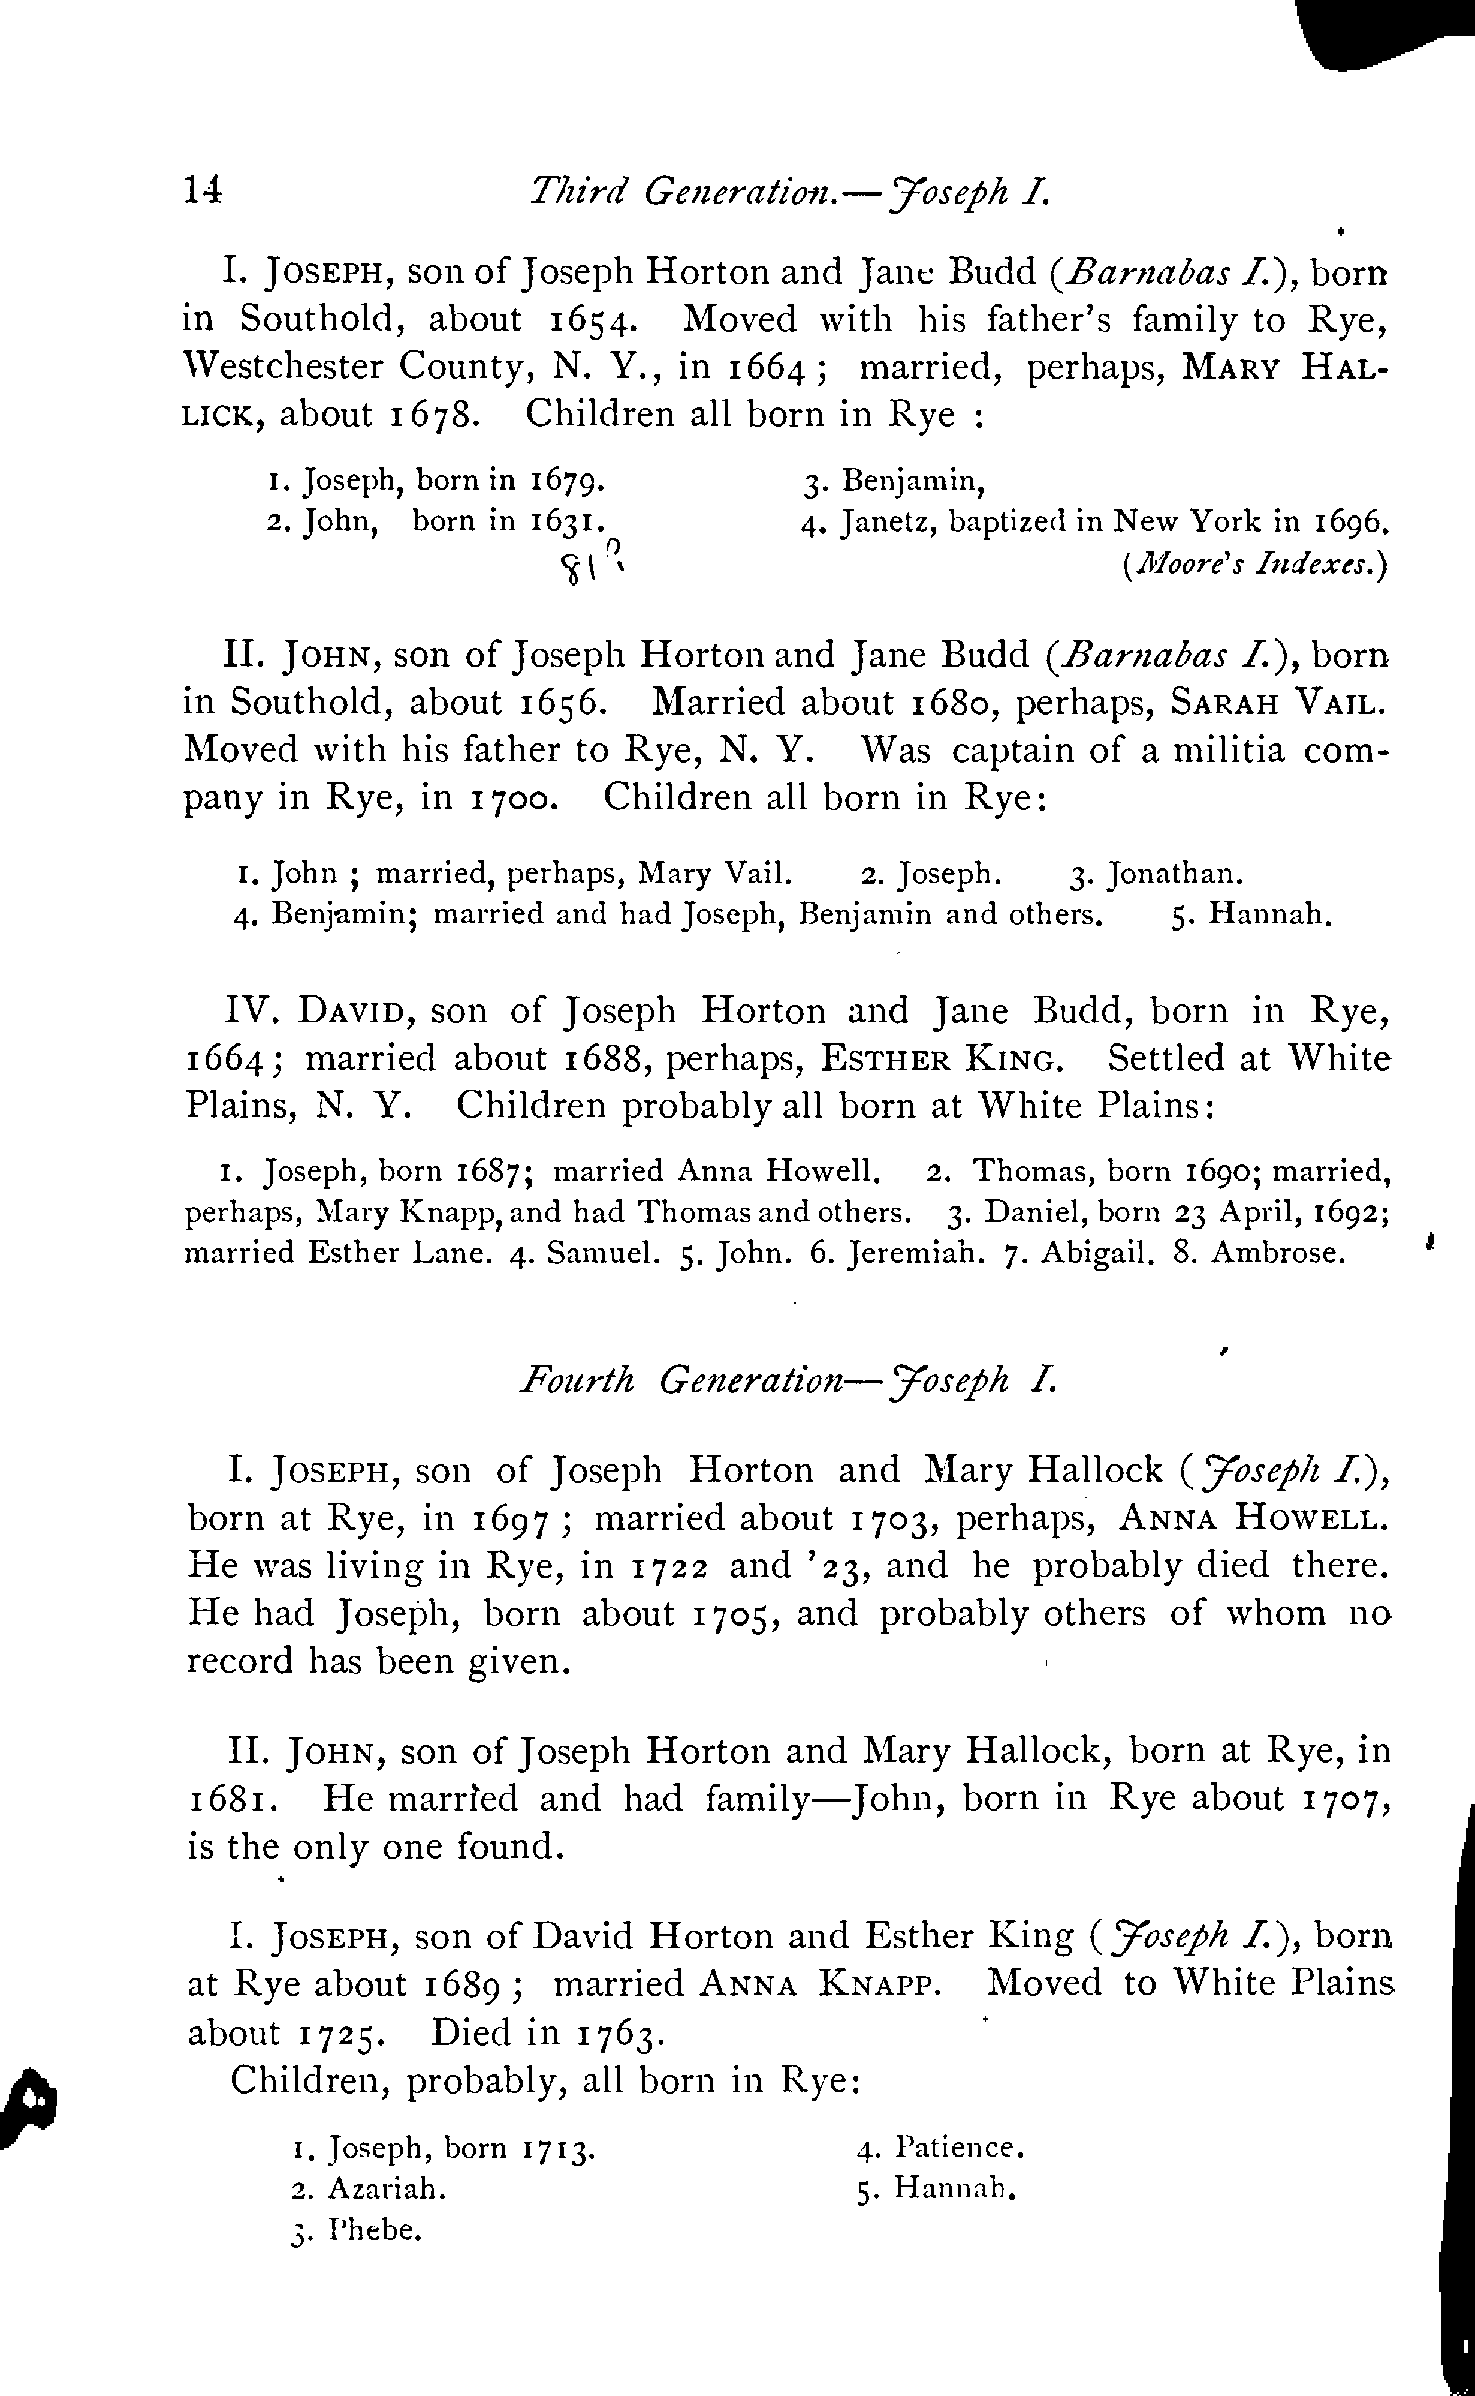 14 Third Generation.—Joseph I.
I. JOSEPH, son of Joseph Horton and Jane Budd (Barnabas I.), born
in Southold, about 1654. Moved with his father's family to Rye,
Westchester County, N. Y., in 1664 ; married, perhaps, MARY HAL-
LICK, about 1678. Children all born in Rye :
1. Joseph, born in 1679. 3. Benjamin,
2. John, born in 1631. 4. Janetz, baptized in New York in 1696.
81? (Moore's Indexes.)
II. JOHN, son of Joseph Horton and Jane Budd (Barnabas I.), born
in Southold, about 1656. Married about 1680, perhaps, SARAH VAIL.
Moved with his father to Rye, N. Y. Was captain of a militia com-
pany in Rye, in 1700. Children all born in Rye:
1. John ; married, perhaps, Mary Vail. 2. Joseph. 3. Jonathan.
4. Benjamin; married and had Joseph, Benjamin and others. 5. Hannah.
IV. DAVID, son of Joseph Horton and Jane Budd, born in Rye,
1664 ; married about 1688, perhaps, ESTHER KING. Settled at White
Plains, N. Y. Children probably all born at White Plains:
1. Joseph, born 1687; married Anna Howell. 2. Thomas, born 1690; married,
perhaps, Mary Knapp, and had Thomas and others. 3. Daniel, born 23 April, 1692;
married Esther Lane. 4. Samuel. 5. John. 6. Jeremiah. 7. Abigail. 8. Ambrose.
Fourth Generation—Joseph I.
I. JOSEPH, son of Joseph Horton and Mary Hallock (Joseph I.),
born at Rye, in 1697 ; married about 1703, perhaps, ANNA HOWELL.
He was living in Rye, in 1722 and '23, and he probably died there.
He had Joseph, born about 1705, and probably others of whom no
record has been given.
II. JOHN, son of Joseph Horton and Mary Hallock, born at Rye, in
1681. He married and had family—John, born in Rye about 1707,
is the only one found.
I. JOSEPH, son of David Horton and Esther King (Joseph I.), born
at Rye about 1689 ; married ANNA KNAPP. Moved to White Plains
about 1725. Died in 1763.
Children, probably, all born in Rye:
1. Joseph, born 1713. 4. Patience.
2. Azariah. 5. Hannah.
3. Phebe.